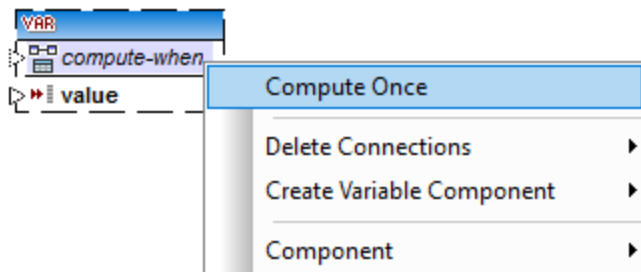 VAR
compute-when
value
Compute Once
Delete Connections
Create Variable Component
Component